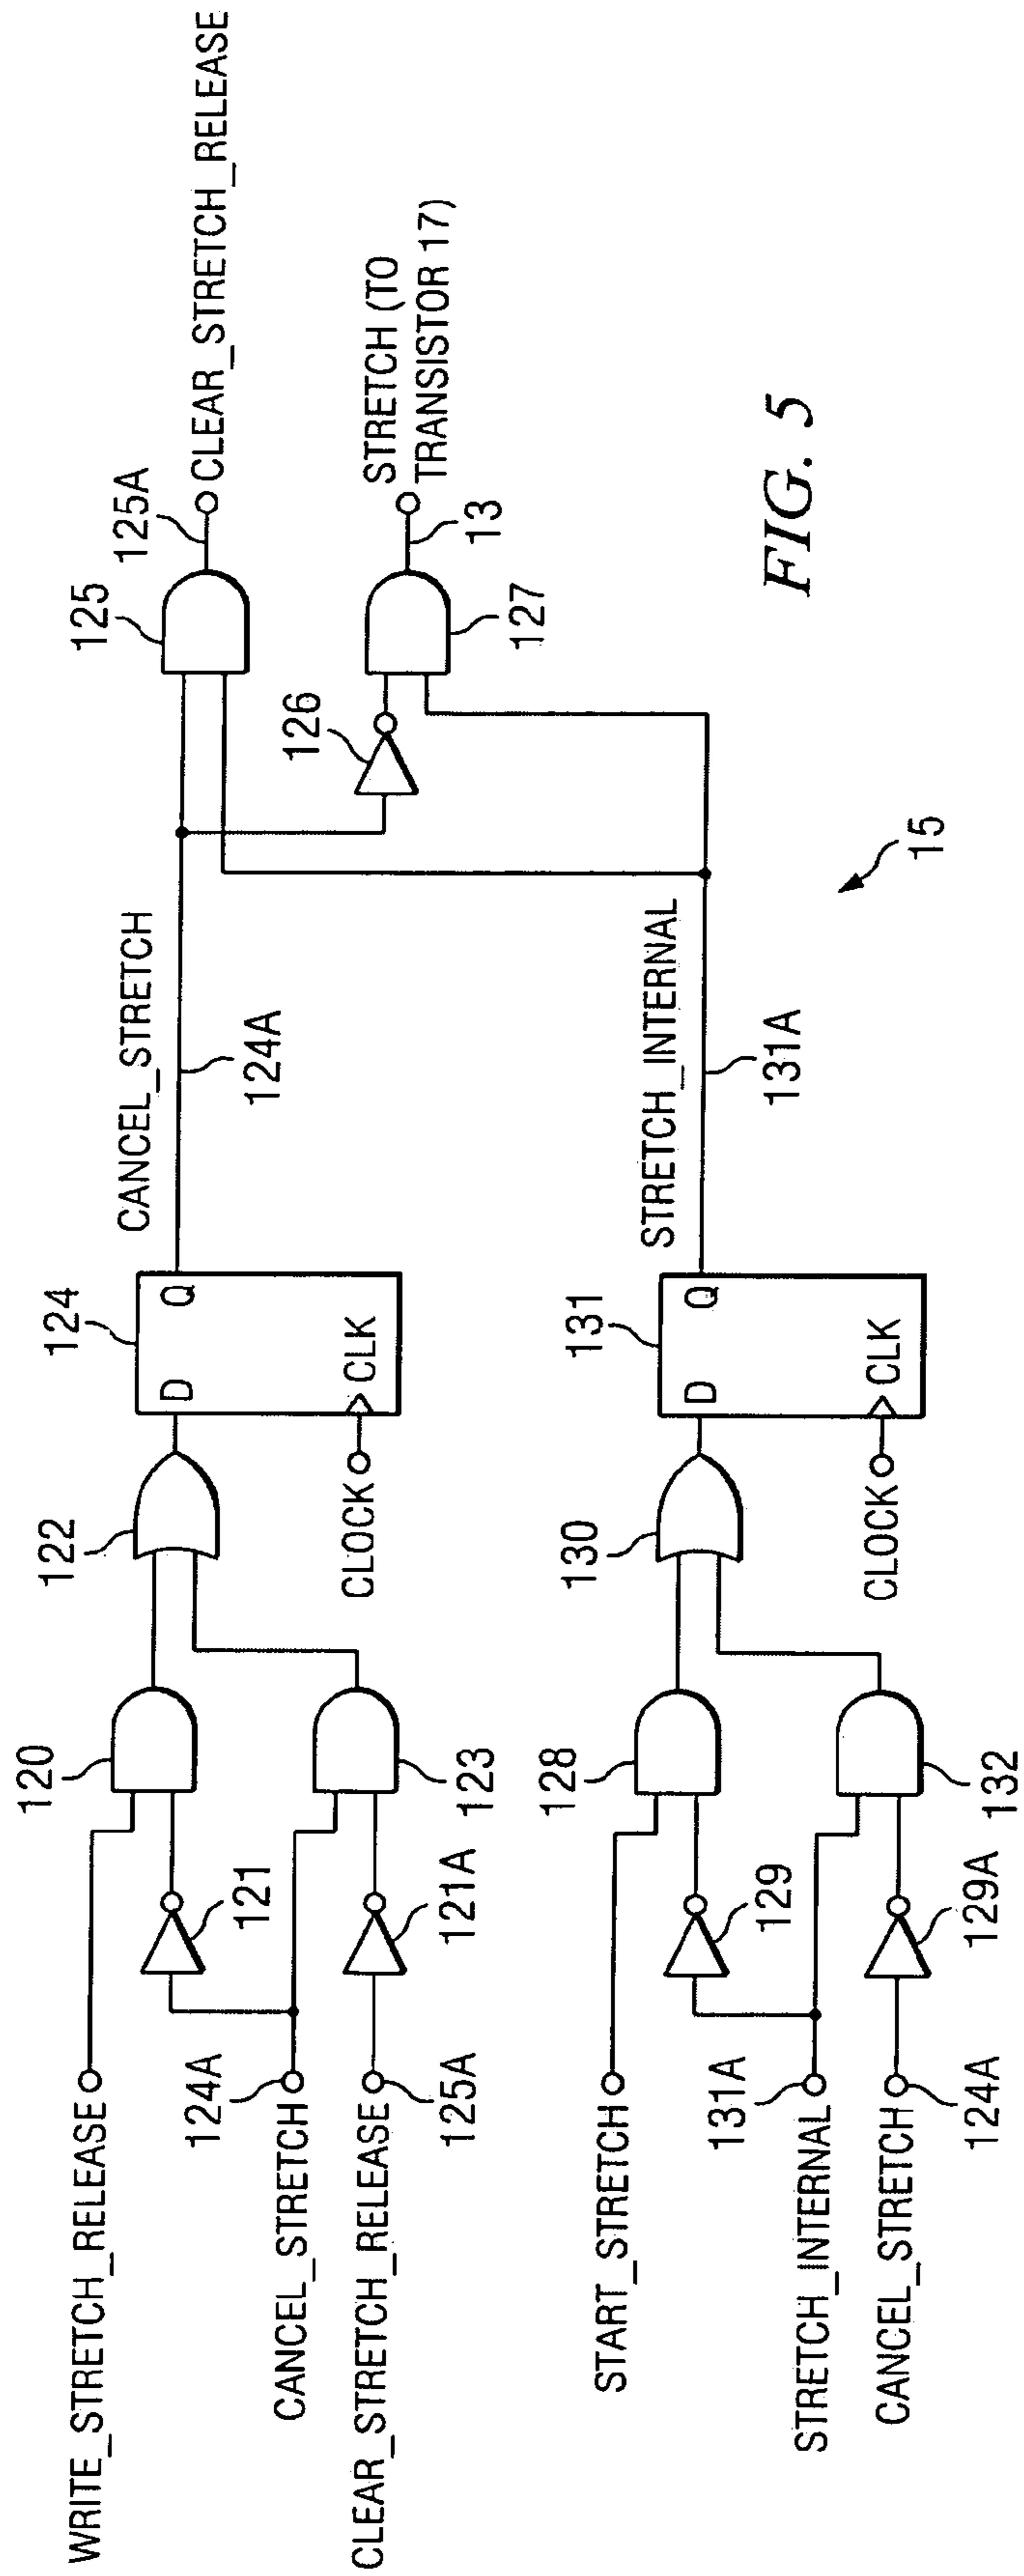 WRITE_STRETCH_RELEASE
120
122
124
D
Q
CANCEL_STRETCH
124A
125
125A
CLEAR_STRETCH_RELEASE
121
124A
CANCEL_STRETCH
CLOCK
CLK
126
STRETCH (TO
TRANSISTOR 17)
13
127
123
121A
CLEAR_STRETCH_RELEASE
125A
START_STRETCH
128
130
131
D
Q
STRETCH_INTERNAL
131A
129
131A
STRETCH_INTERNAL
CLOCK
CLK
132
129A
CANCEL_STRETCH
124A
15
FIG. 5